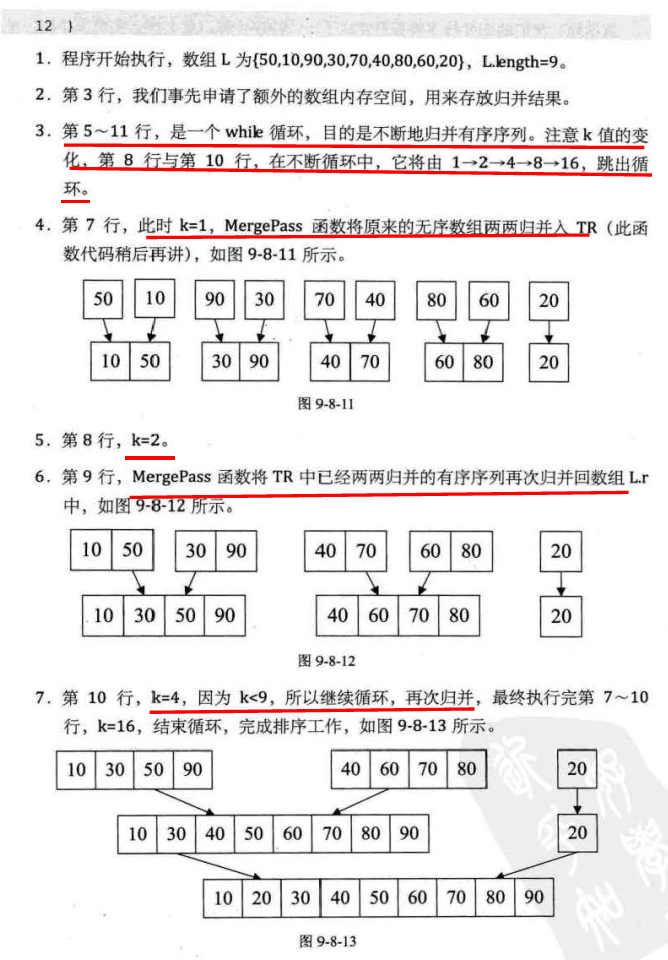 12 }
1. 程序开始执行，数组 L 为{50,10,90,30,70,40,80,60,20}，L.length=9。
2. 第 3 行，我们事先申请了额外的数组内存空间，用来存放归并结果。
3. 第 5～11 行，是一个 while 循环，目的是不断地归并有序序列。注意 k 值的变
化，第 8 行与第 10 行，在不断循环中，它将由 1→2→4→8→16，跳出循
环。
4. 第 7 行，此时 k=1，MergePass 函数将原来的无序数组两两归并入 TR（此函
数代码稍后再讲），如图 9-8-11 所示。
50 10 90 30 70 40 80 60 20
10 50 30 90 40 70 60 80 20
图 9-8-11
5. 第 8 行，k=2。
6. 第 9 行，MergePass 函数将 TR 中已经两两归并的有序序列再次归并回数组 L.r
中，如图 9-8-12 所示。
10 50 30 90 40 70 60 80 20
10 30 50 90 40 60 70 80 20
图 9-8-12
7. 第 10 行，k=4，因为 k<9，所以继续循环，再次归并，最终执行完第 7～10
行，k=16，结束循环，完成排序工作，如图 9-8-13 所示。
10 30 50 90 40 60 70 80 20
10 30 40 50 60 70 80 90 20
10 20 30 40 50 60 70 80 90
图 9-8-13